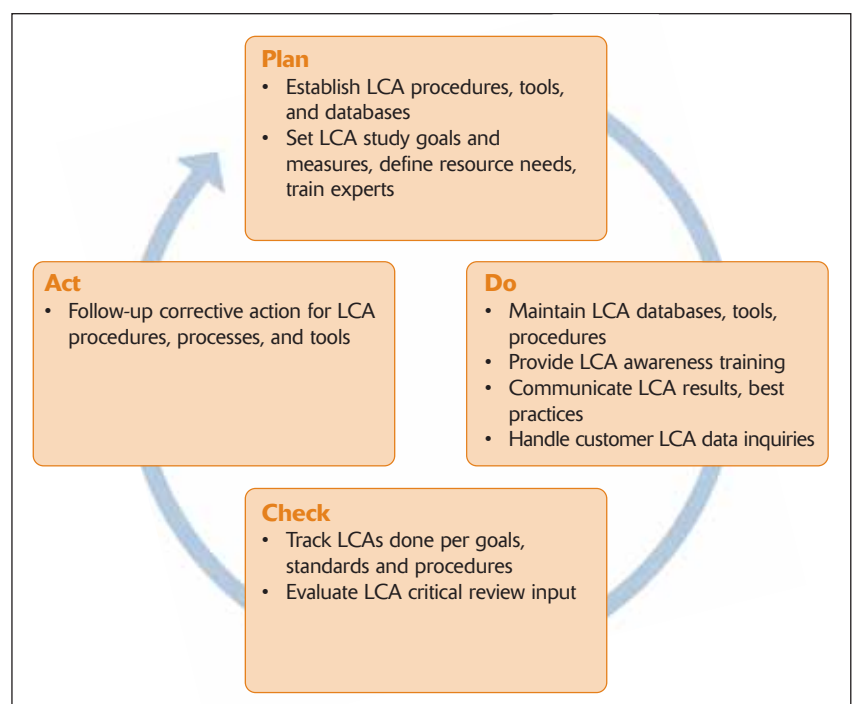 Plan
• Establish LCA procedures, tools,
and databases
• Set LCA study goals and
measures, define resource needs,
train experts
Act
• Follow-up corrective action for LCA
procedures, processes, and tools
Do
• Maintain LCA databases, tools,
procedures
• Provide LCA awareness training
• Communicate LCA results, best
practices
• Handle customer LCA data inquiries
Check
• Track LCAs done per goals,
standards and procedures
• Evaluate LCA critical review input